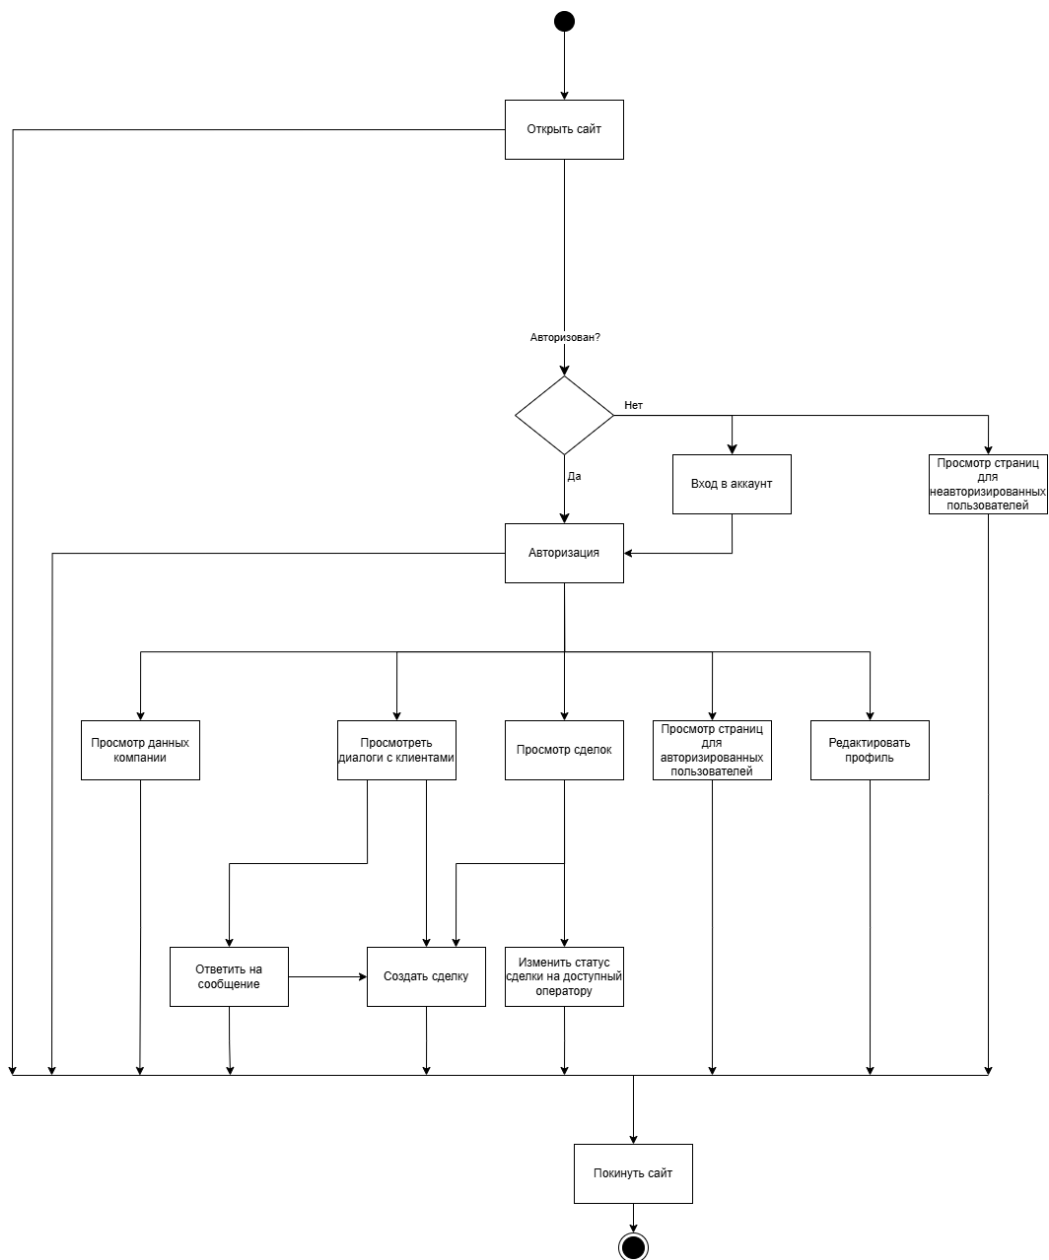 Открыть сайт
Авторизован?
Нет
Да
Вход в аккаунт
Просмотр страниц
для
неавторизированных
пользователей
Авторизация
Просмотр данных
компании
Просмотреть
диалоги с клиентами
Просмотр сделок
Просмотр страниц
для
авторизированных
пользователей
Редактировать
профиль
Ответить на
сообщение
Создать сделку
Изменить статус
сделки на доступный
оператору
Покинуть сайт